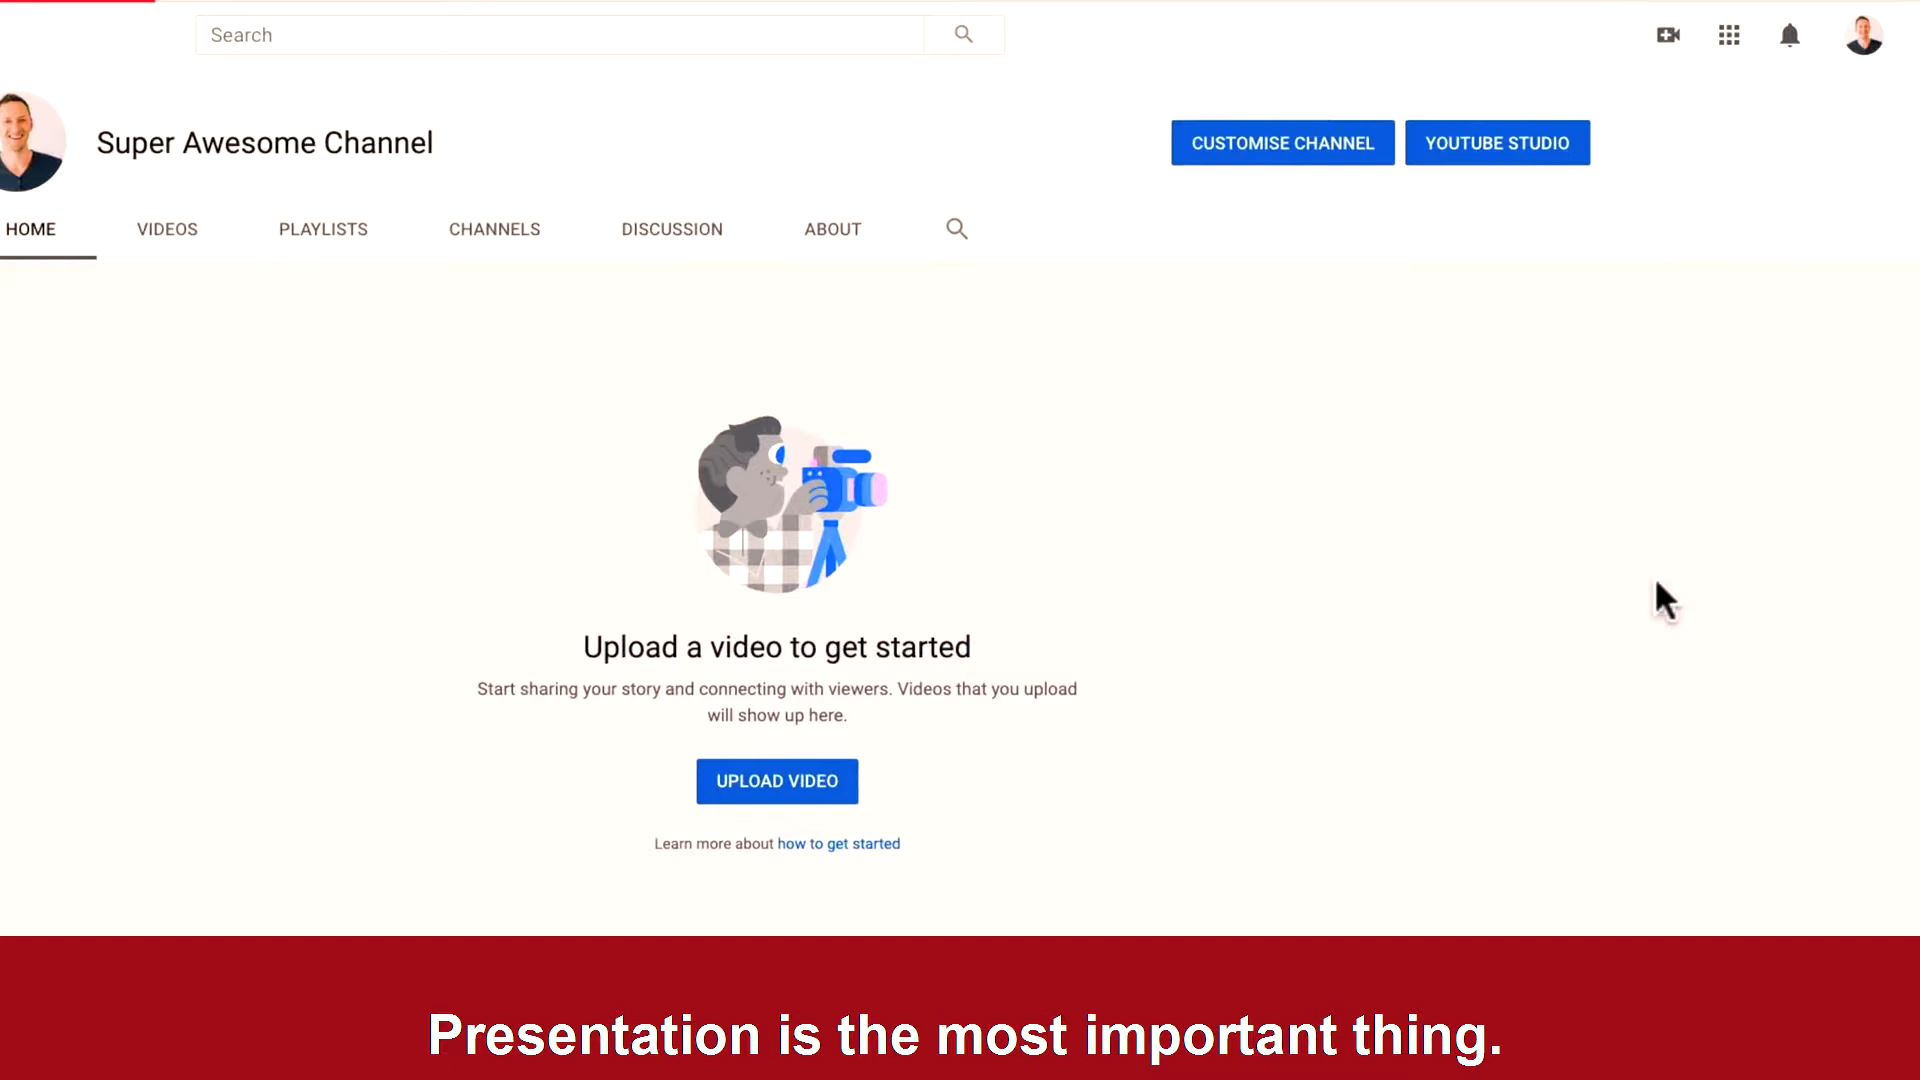 Search
Super Awesome Channel
CUSTOMISE CHANNEL
YOUTUBE STUDIO
HOME
VIDEOS
PLAYLISTS
CHANNELS
DISCUSSION
ABOUT
Upload a video to get started
Start sharing your story and connecting with viewers. Videos that you upload
will show up here.
UPLOAD VIDEO
Learn more about how to get started
Presentation is the most important thing.